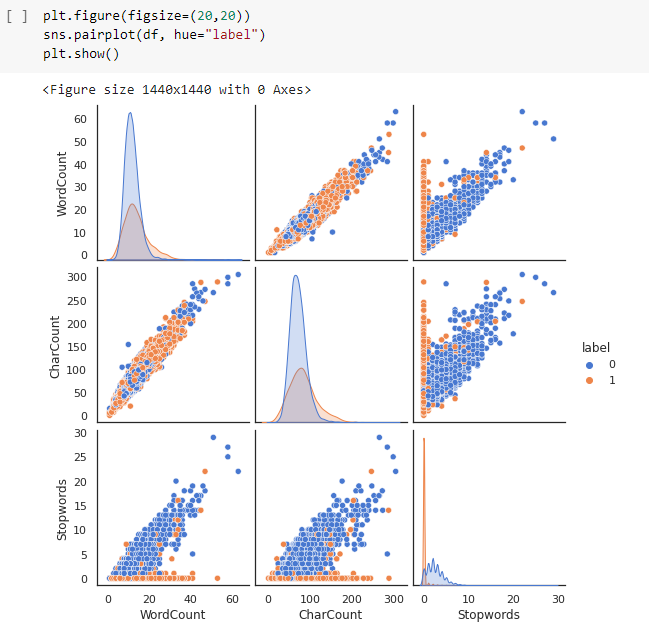 [ ] plt.figure(figsize=(20,20))
sns.pairplot(df, hue="label")
plt.show()
<Figure size 1440x1440 with 0 Axes>
WordCount
60
50
40
30
20
10
0
CharCount
300
250
200
150
100
50
0
label
0
1
Stopwords
30
25
20
15
10
5
0
0 20 40 60 0 100 200 300 0 10 20 30
WordCount CharCount Stopwords